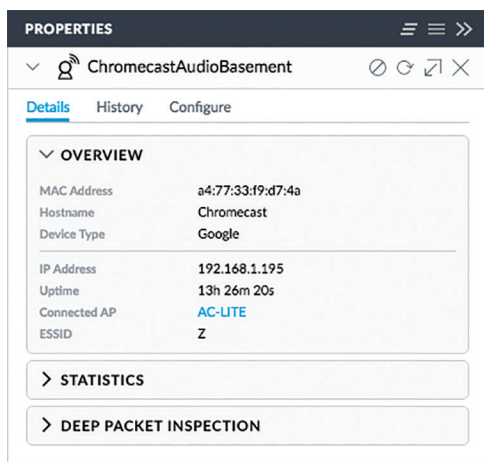 PROPERTIES
ChromecastAudioBasement
Details History Configure
OVERVIEW
MAC Address a4:77:33:f9:d7:4a
Hostname Chromecast
Device Type Google
IP Address 192.168.1.195
Uptime 13h 26m 20s
Connected AP AC-LITE
ESSID Z
STATISTICS
DEEP PACKET INSPECTION